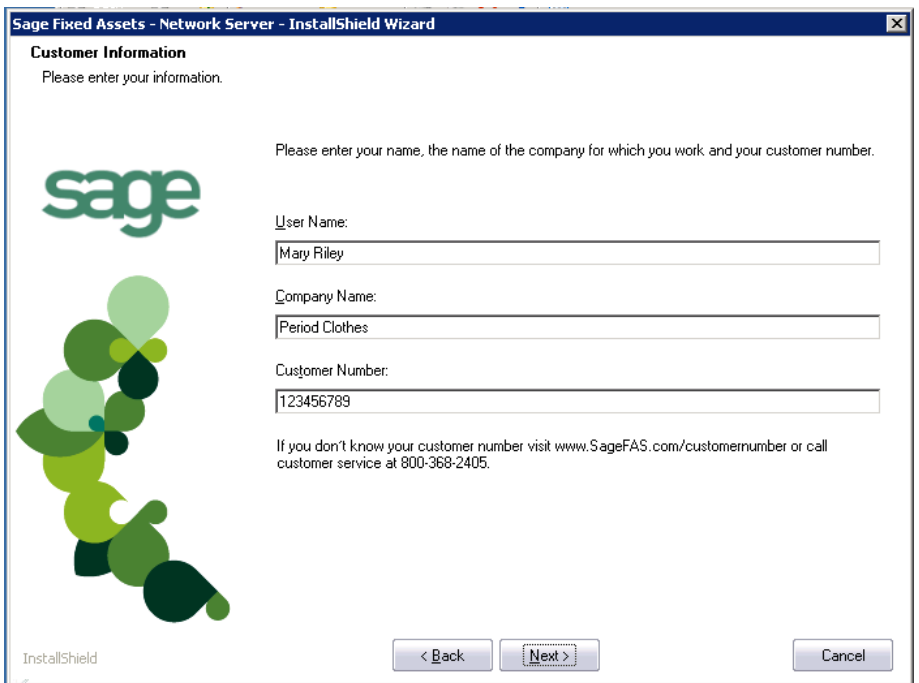 Sage Fixed Assets - Network Server - InstallShield Wizard
Customer Information
Please enter your information.
Please enter your name, the name of the company for which you work and your customer number.
sage
User Name:
Mary Riley
Company Name:
Period Clothes
Customer Number:
123456789
If you don't know your customer number visit www.SageFAS.com/customernumber or call
customer service at 800-368-2405.
InstallShield
< Back
Next >
Cancel